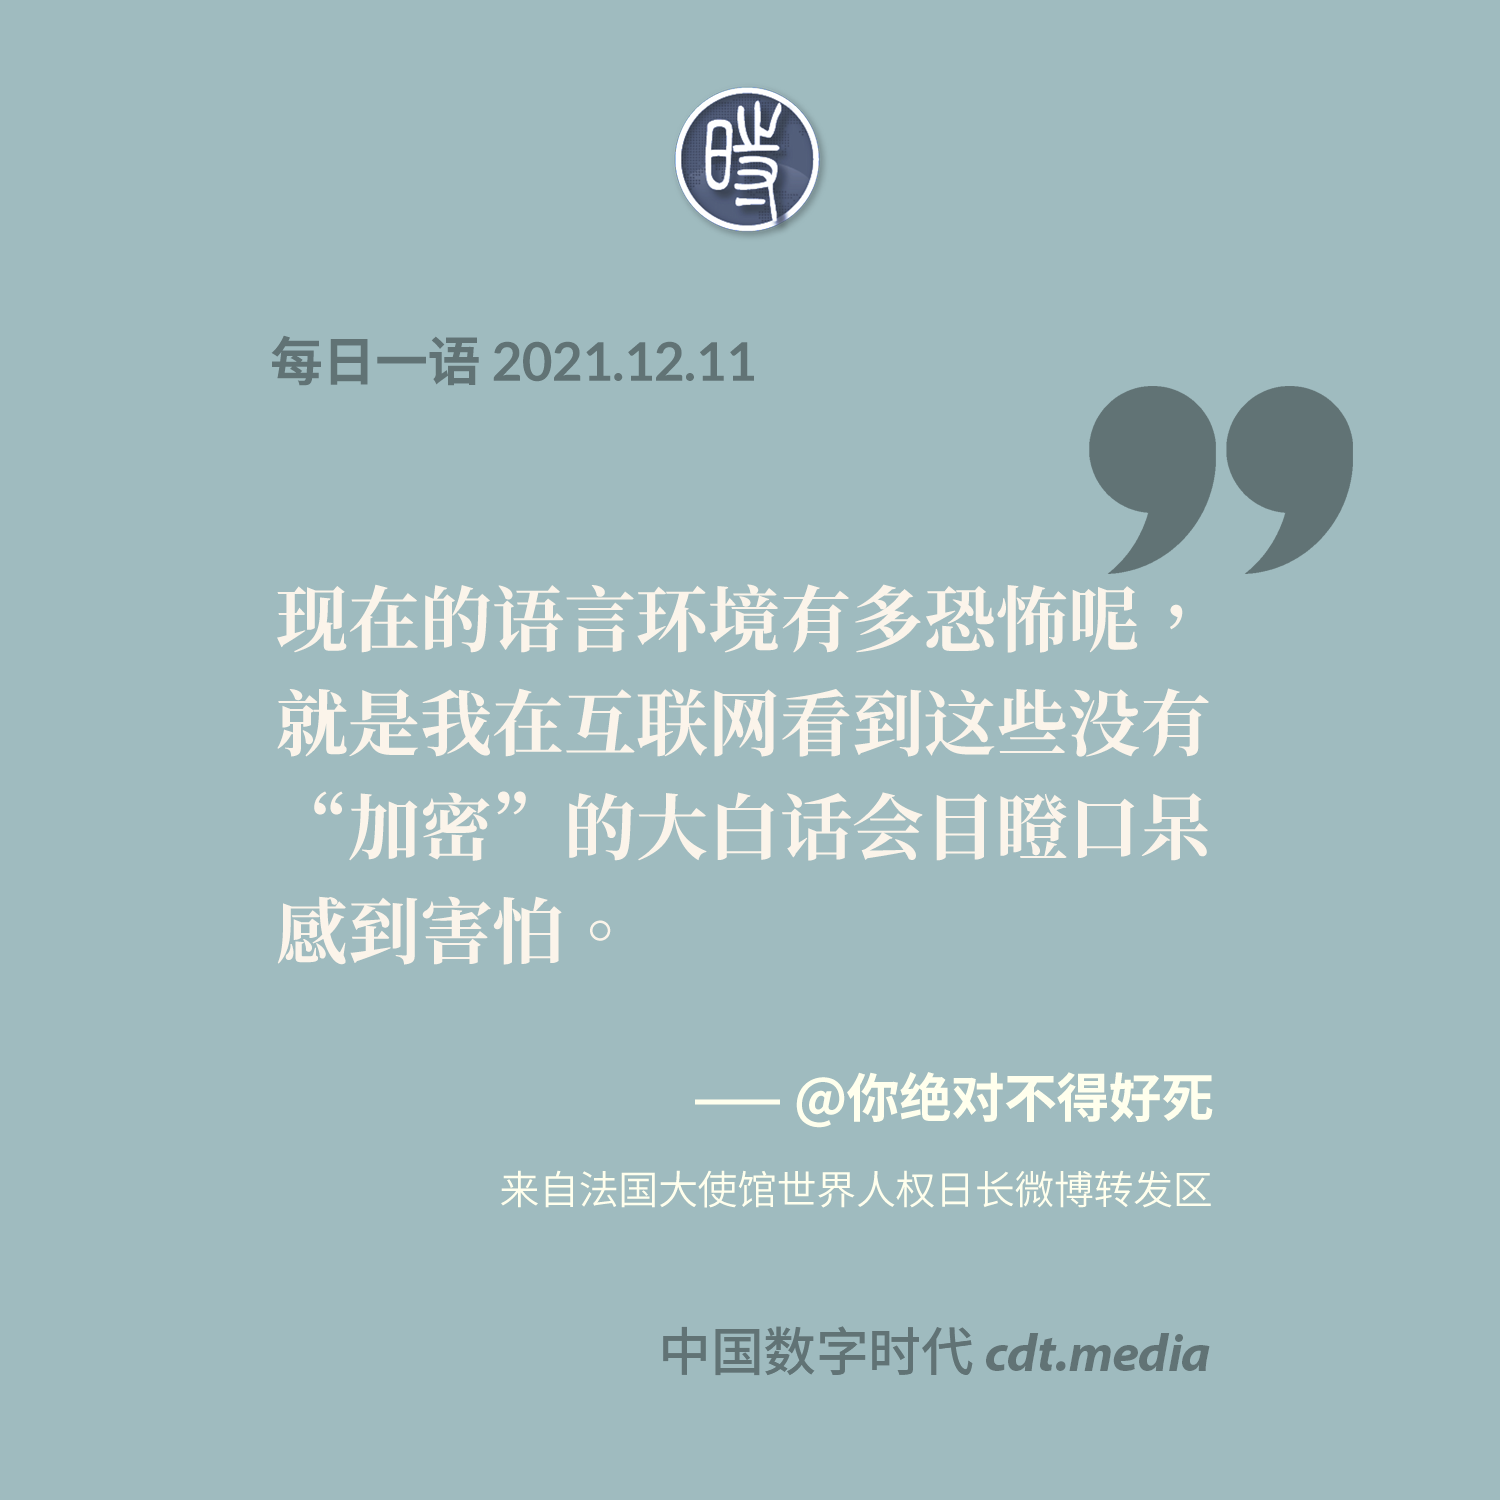 時
每日一语 2021.12.11
”
现在的语言环境有多恐怖呢，
就是我在互联网看到这些没有
“加密”的大白话会目瞪口呆
感到害怕。
—— @你绝对不得好死
来自法国大使馆世界人权日长微博转发区
中国数字时代 cdt.media